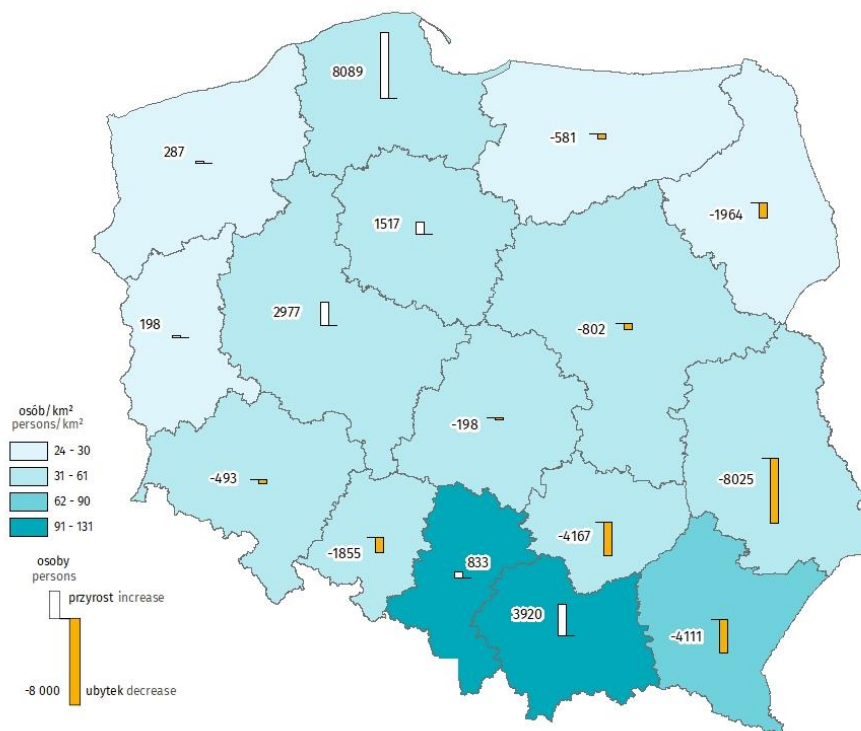 8089
-581
287
-1964
1517
2977
198
-802
-198
-493
-8025
-1855
-4167
833
3920
-4111
osób/km²
persons/km²
24 - 30
31 - 61
62 - 90
91 - 131
osoby
persons
przyrost increase
-8 000
ubytek decrease